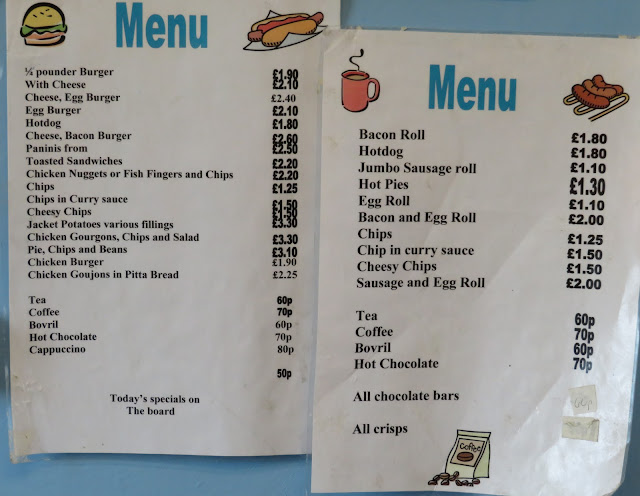 Menu
¼ pounder Burger £1.90
With Cheese £2.10
Cheese, Egg Burger £2.40
Egg Burger £2.10
Hotdog £1.80
Cheese, Bacon Burger £2.60
Paninis from £2.50
Toasted Sandwiches £2.20
Chicken Nuggets or Fish Fingers and Chips £2.20
Chips £1.25
Chips in Curry sauce £1.50
Cheesy Chips £1.50
Jacket Potatoes various fillings £3.30
Chicken Gourgons, Chips and Salad £3.30
Pie, Chips and Beans £3.10
Chicken Burger £1.90
Chicken Goujons in Pitta Bread £2.25
Tea 60p
Coffee 70p
Bovril 60p
Hot Chocolate 70p
Cappuccino 80p
50p
Today's specials on
The board
Menu
Bacon Roll £1.80
Hotdog £1.80
Jumbo Sausage roll £1.10
Hot Pies £1.30
Egg Roll £1.10
Bacon and Egg Roll £2.00
Chips £1.25
Chip in curry sauce £1.50
Cheesy Chips £1.50
Sausage and Egg Roll £2.00
Tea 60p
Coffee 70p
Bovril 60p
Hot Chocolate 70p
All chocolate bars 60p
All crisps
Coffee